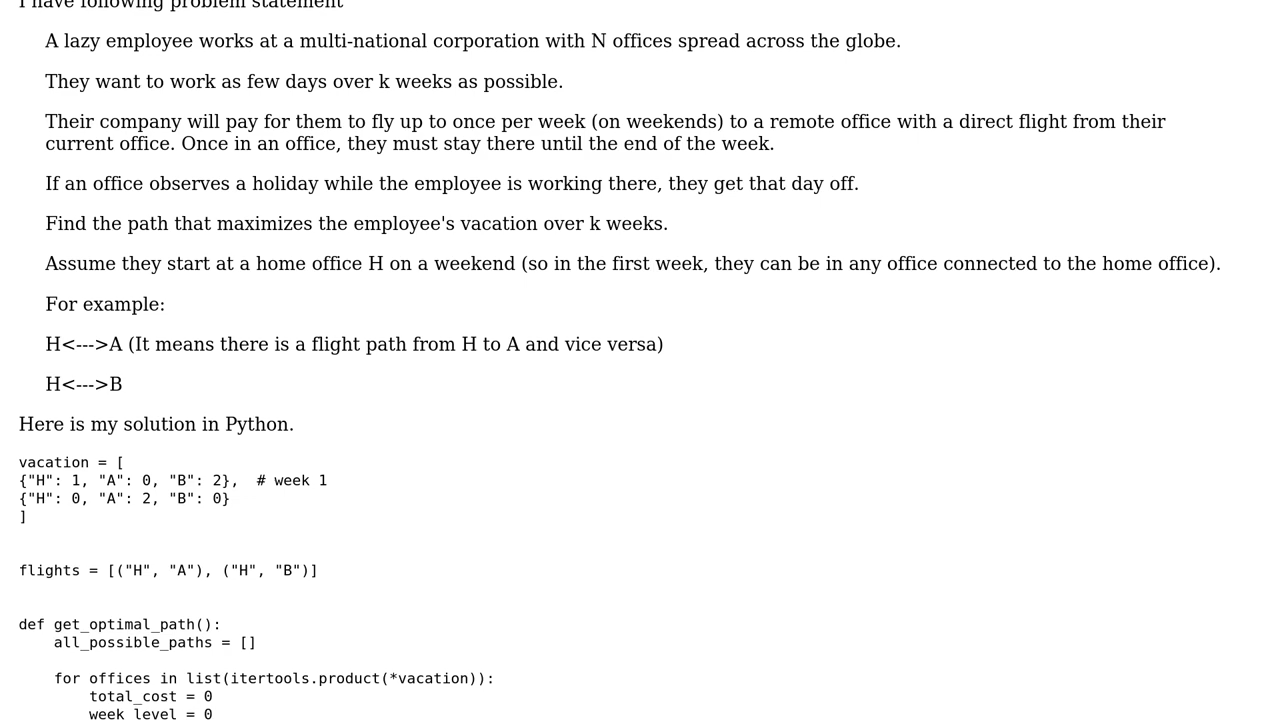 I have following problem statement
A lazy employee works at a multi-national corporation with N offices spread across the globe.
They want to work as few days over k weeks as possible.
Their company will pay for them to fly up to once per week (on weekends) to a remote office with a direct flight from their
current office. Once in an office, they must stay there until the end of the week.
If an office observes a holiday while the employee is working there, they get that day off.
Find the path that maximizes the employee's vacation over k weeks.
Assume they start at a home office H on a weekend (so in the first week, they can be in any office connected to the home office).
For example:
H<--->A (It means there is a flight path from H to A and vice versa)
H<--->B
Here is my solution in Python.
vacation = [
{"H": 1, "A": 0, "B": 2},  # week 1
{"H": 0, "A": 2, "B": 0}
]
flights = [("H", "A"), ("H", "B")]
def get_optimal_path():
    all_possible_paths = []
    for offices in list(itertools.product(*vacation)):
        total_cost = 0
        week_level = 0